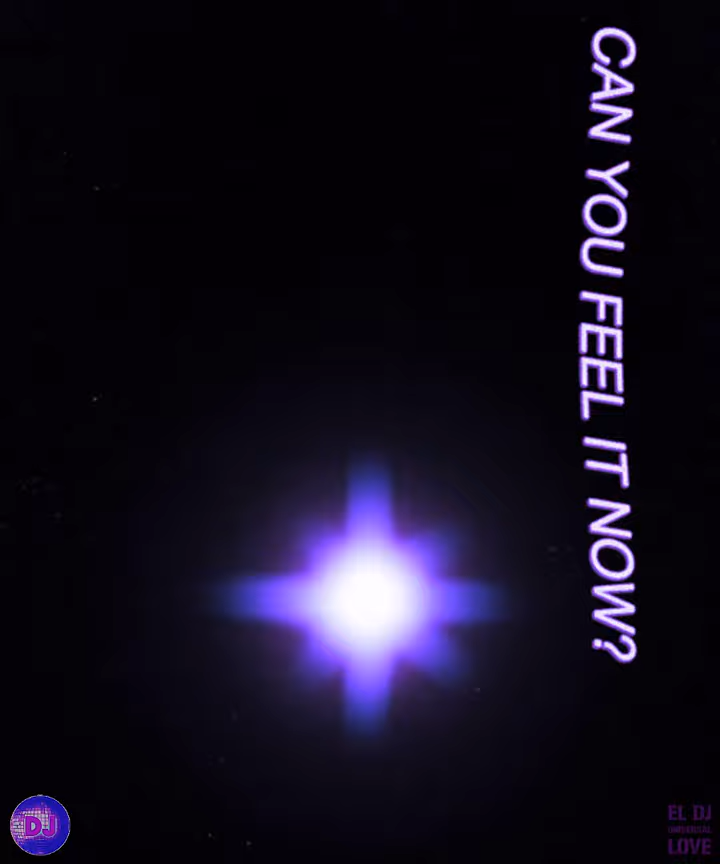 CAN YOU FEEL IT NOW?
DJ
EL DJ
UNIVERSAL
LOVE